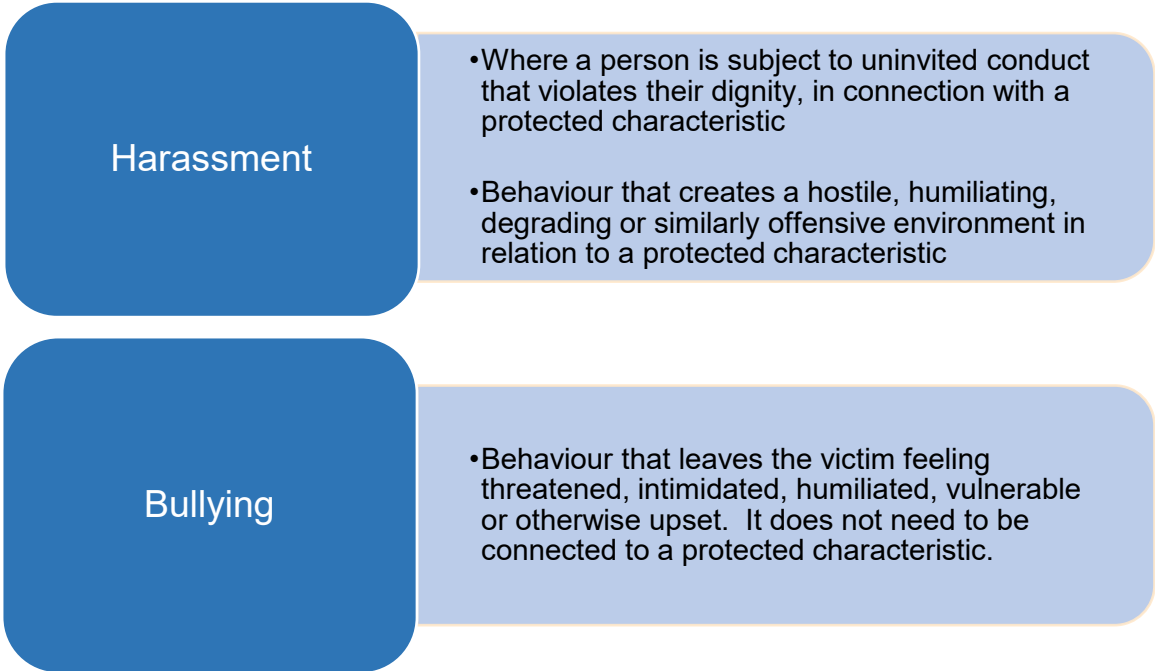 Harassment
•Where a person is subject to uninvited conduct
that violates their dignity, in connection with a
protected characteristic
•Behaviour that creates a hostile, humiliating,
degrading or similarly offensive environment in
relation to a protected characteristic
Bullying
•Behaviour that leaves the victim feeling
threatened, intimidated, humiliated, vulnerable
or otherwise upset.  It does not need to be
connected to a protected characteristic.